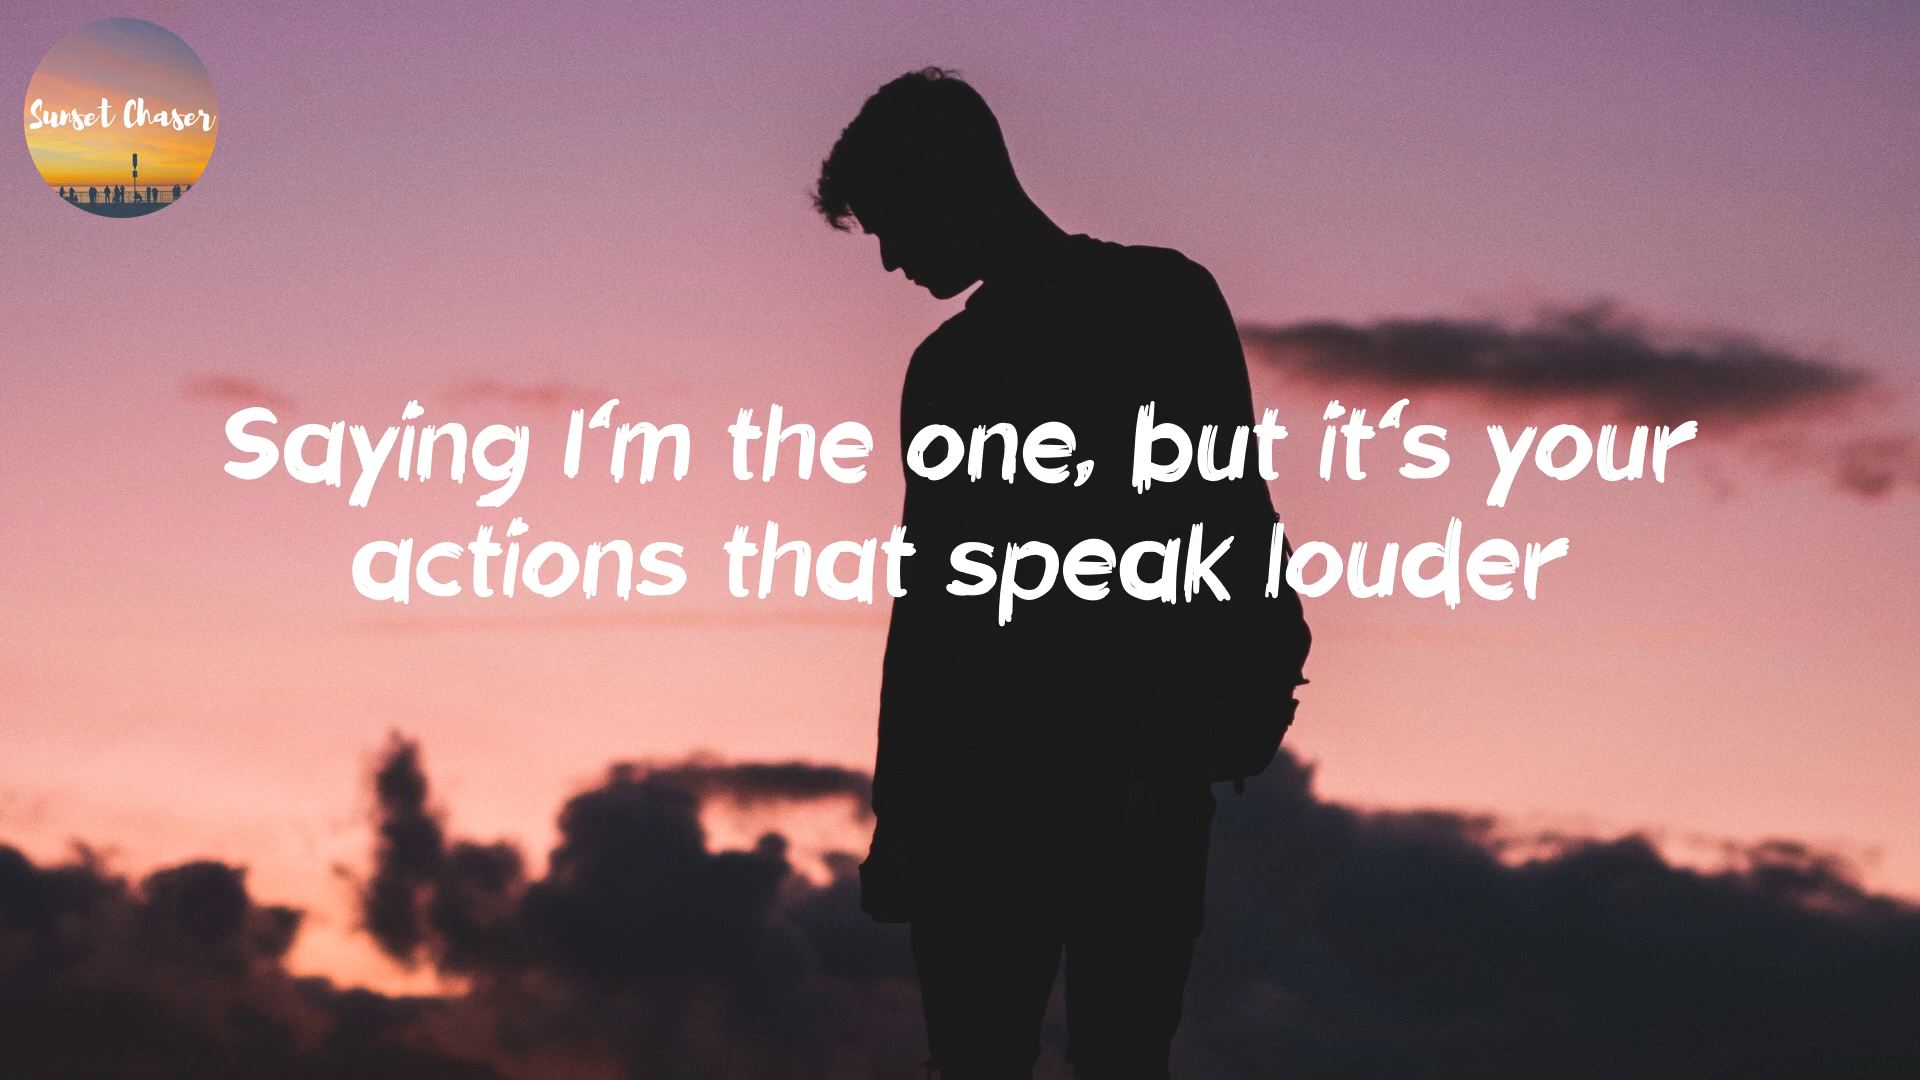 Sunset Chaser
Saying I'm the one, but it's your
actions that speak louder